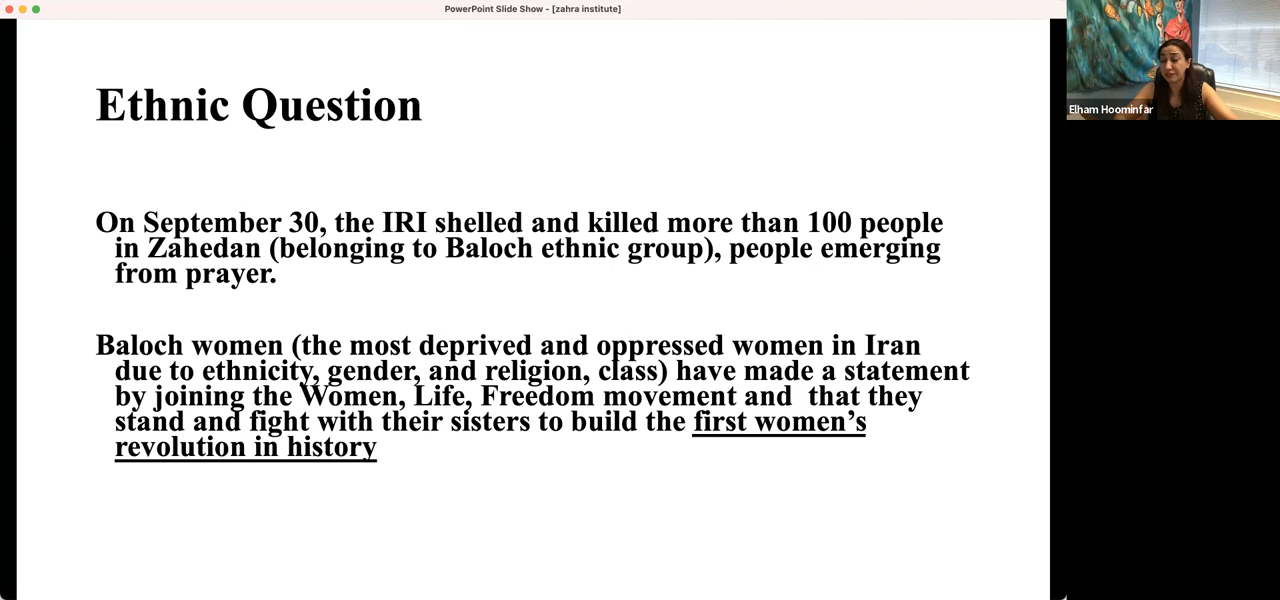 PowerPoint Slide Show - [zahra institute]
Ethnic Question
On September 30, the IRI shelled and killed more than 100 people
in Zahedan (belonging to Baloch ethnic group), people emerging
from prayer.
Baloch women (the most deprived and oppressed women in Iran
due to ethnicity, gender, and religion, class) have made a statement
by joining the Women, Life, Freedom movement and  that they
stand and fight with their sisters to build the first women’s
revolution in history
Elham Hoominfar